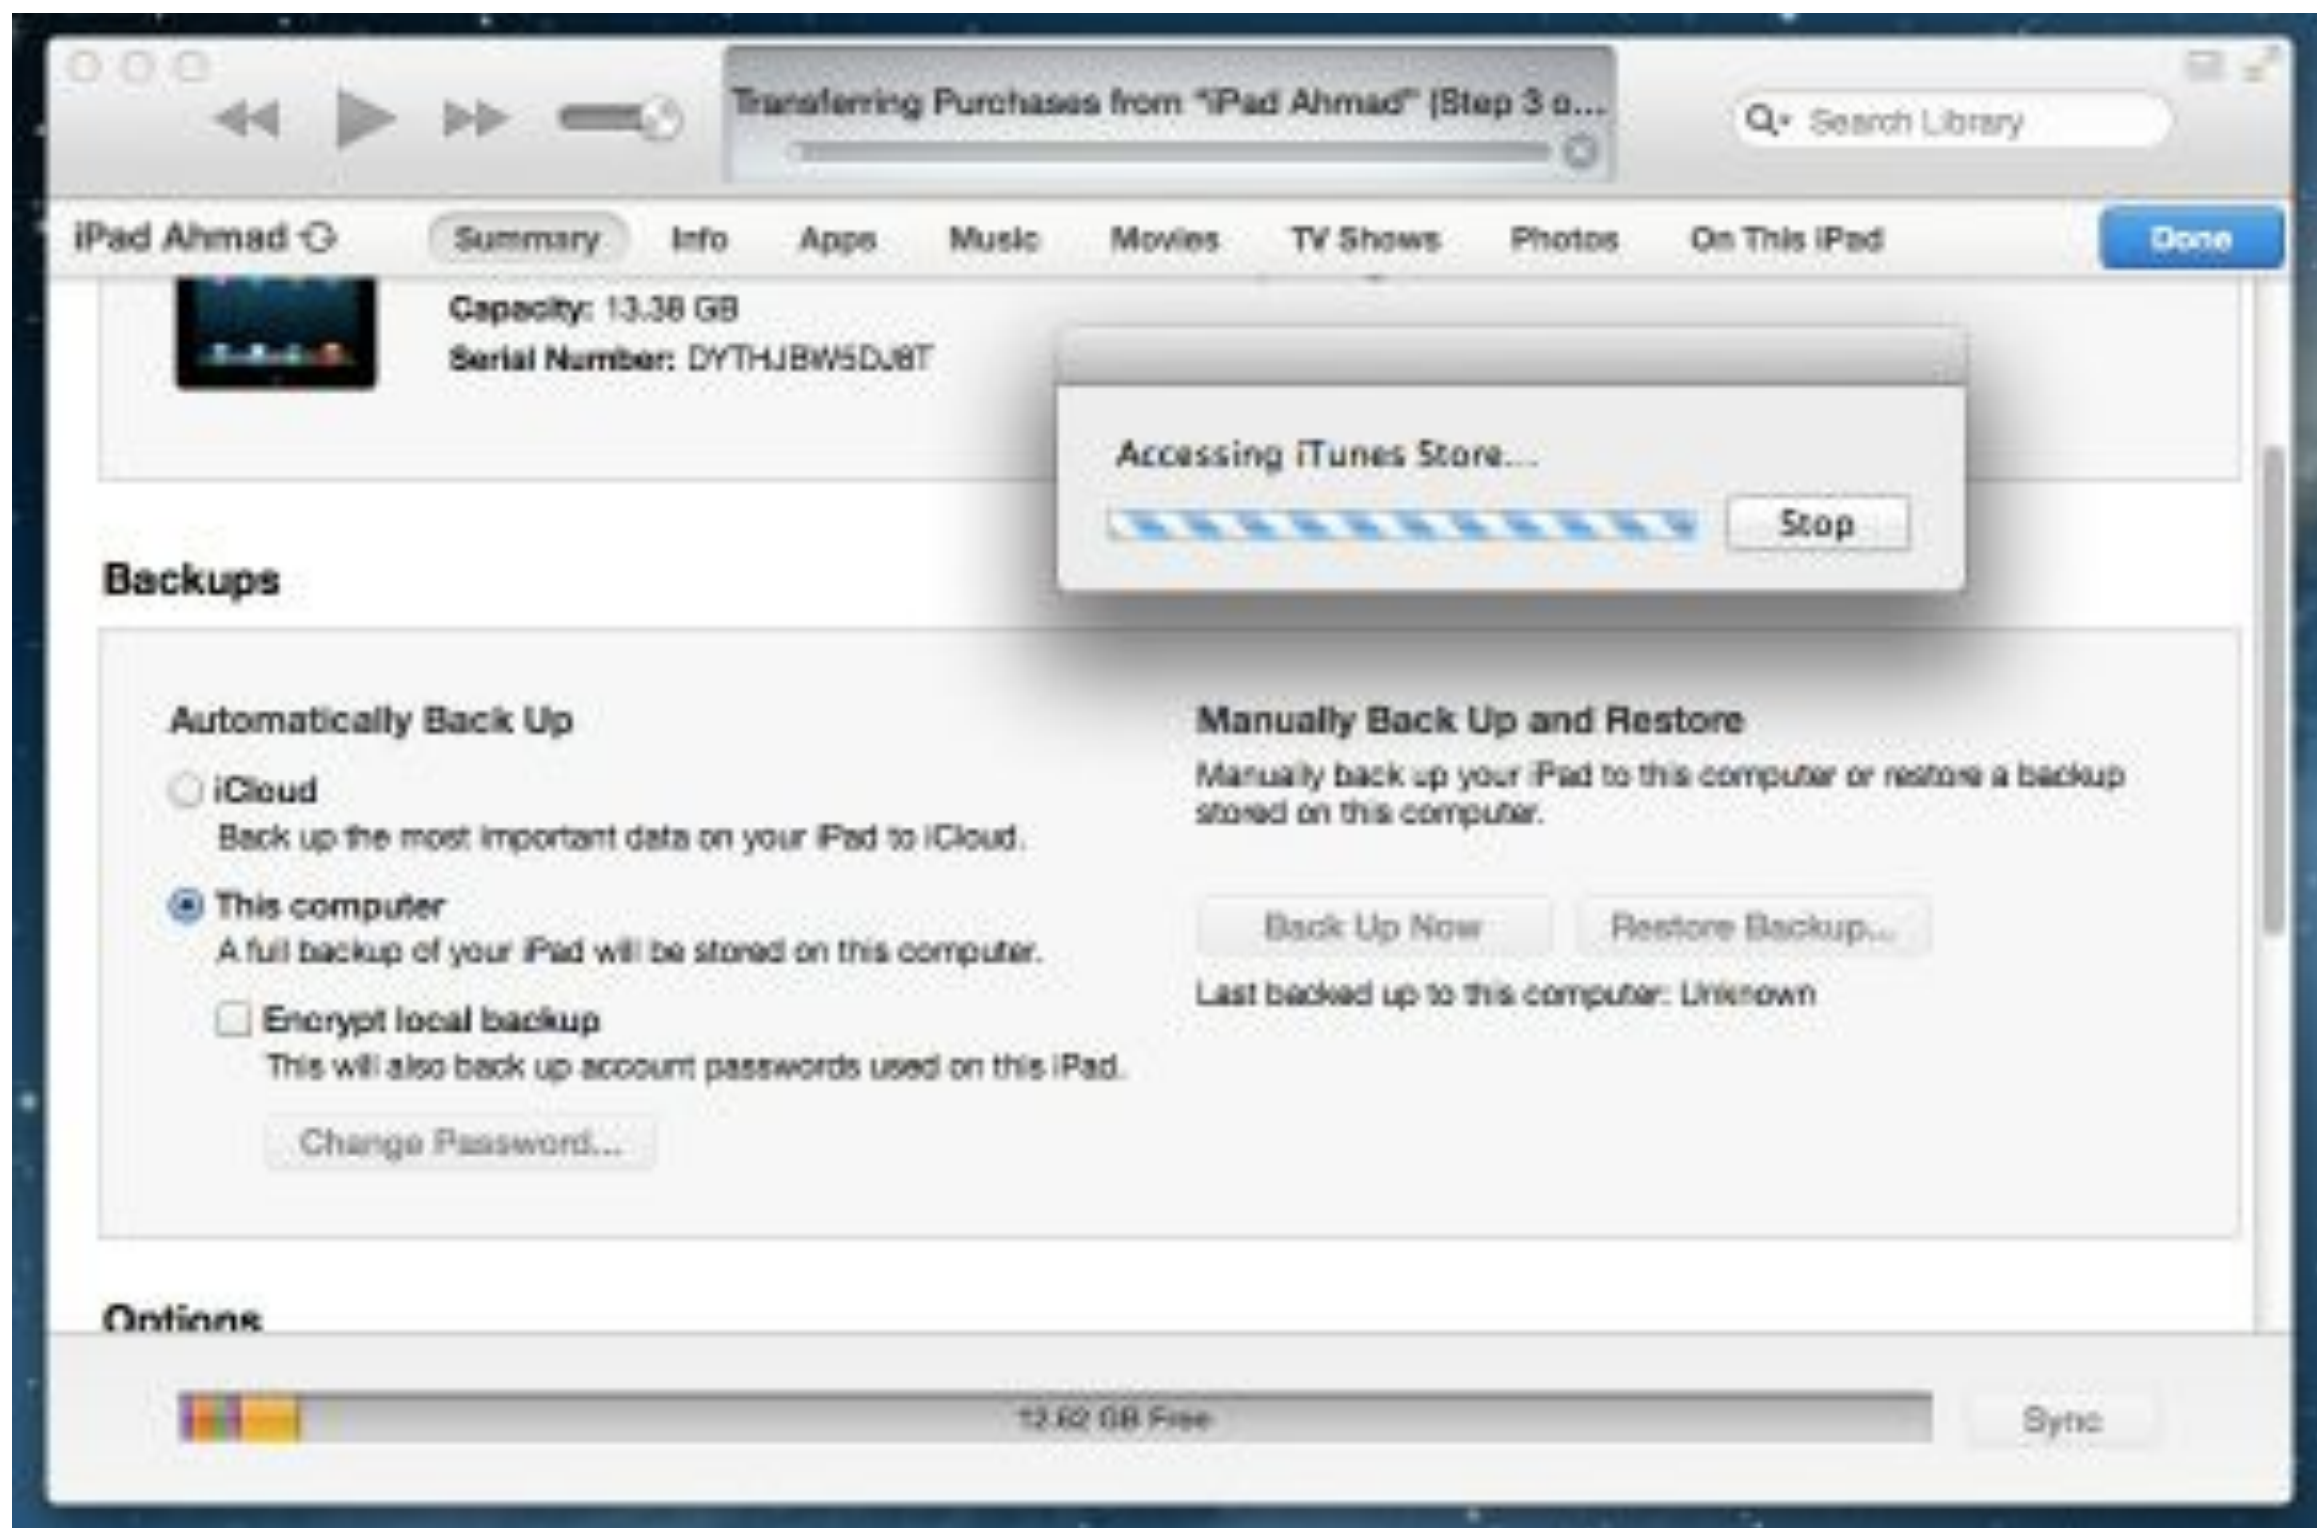 Transferring Purchases from "iPad Ahmad" (Step 3 o...
Search Library
iPad Ahmad
Summary
Info
Apps
Music
Movies
TV Shows
Photos
On This iPad
Done
Capacity: 13.38 GB
Serial Number: DYTHJBW5DJ8T
Accessing iTunes Store...
Stop
Backups
Automatically Back Up
iCloud
Back up the most important data on your iPad to iCloud.
This computer
A full backup of your iPad will be stored on this computer.
Encrypt local backup
This will also back up account passwords used on this iPad.
Change Password...
Manually Back Up and Restore
Manually back up your iPad to this computer or restore a backup
stored on this computer.
Back Up Now
Restore Backup...
Last backed up to this computer: Unknown
Options
12.62 GB Free
Sync